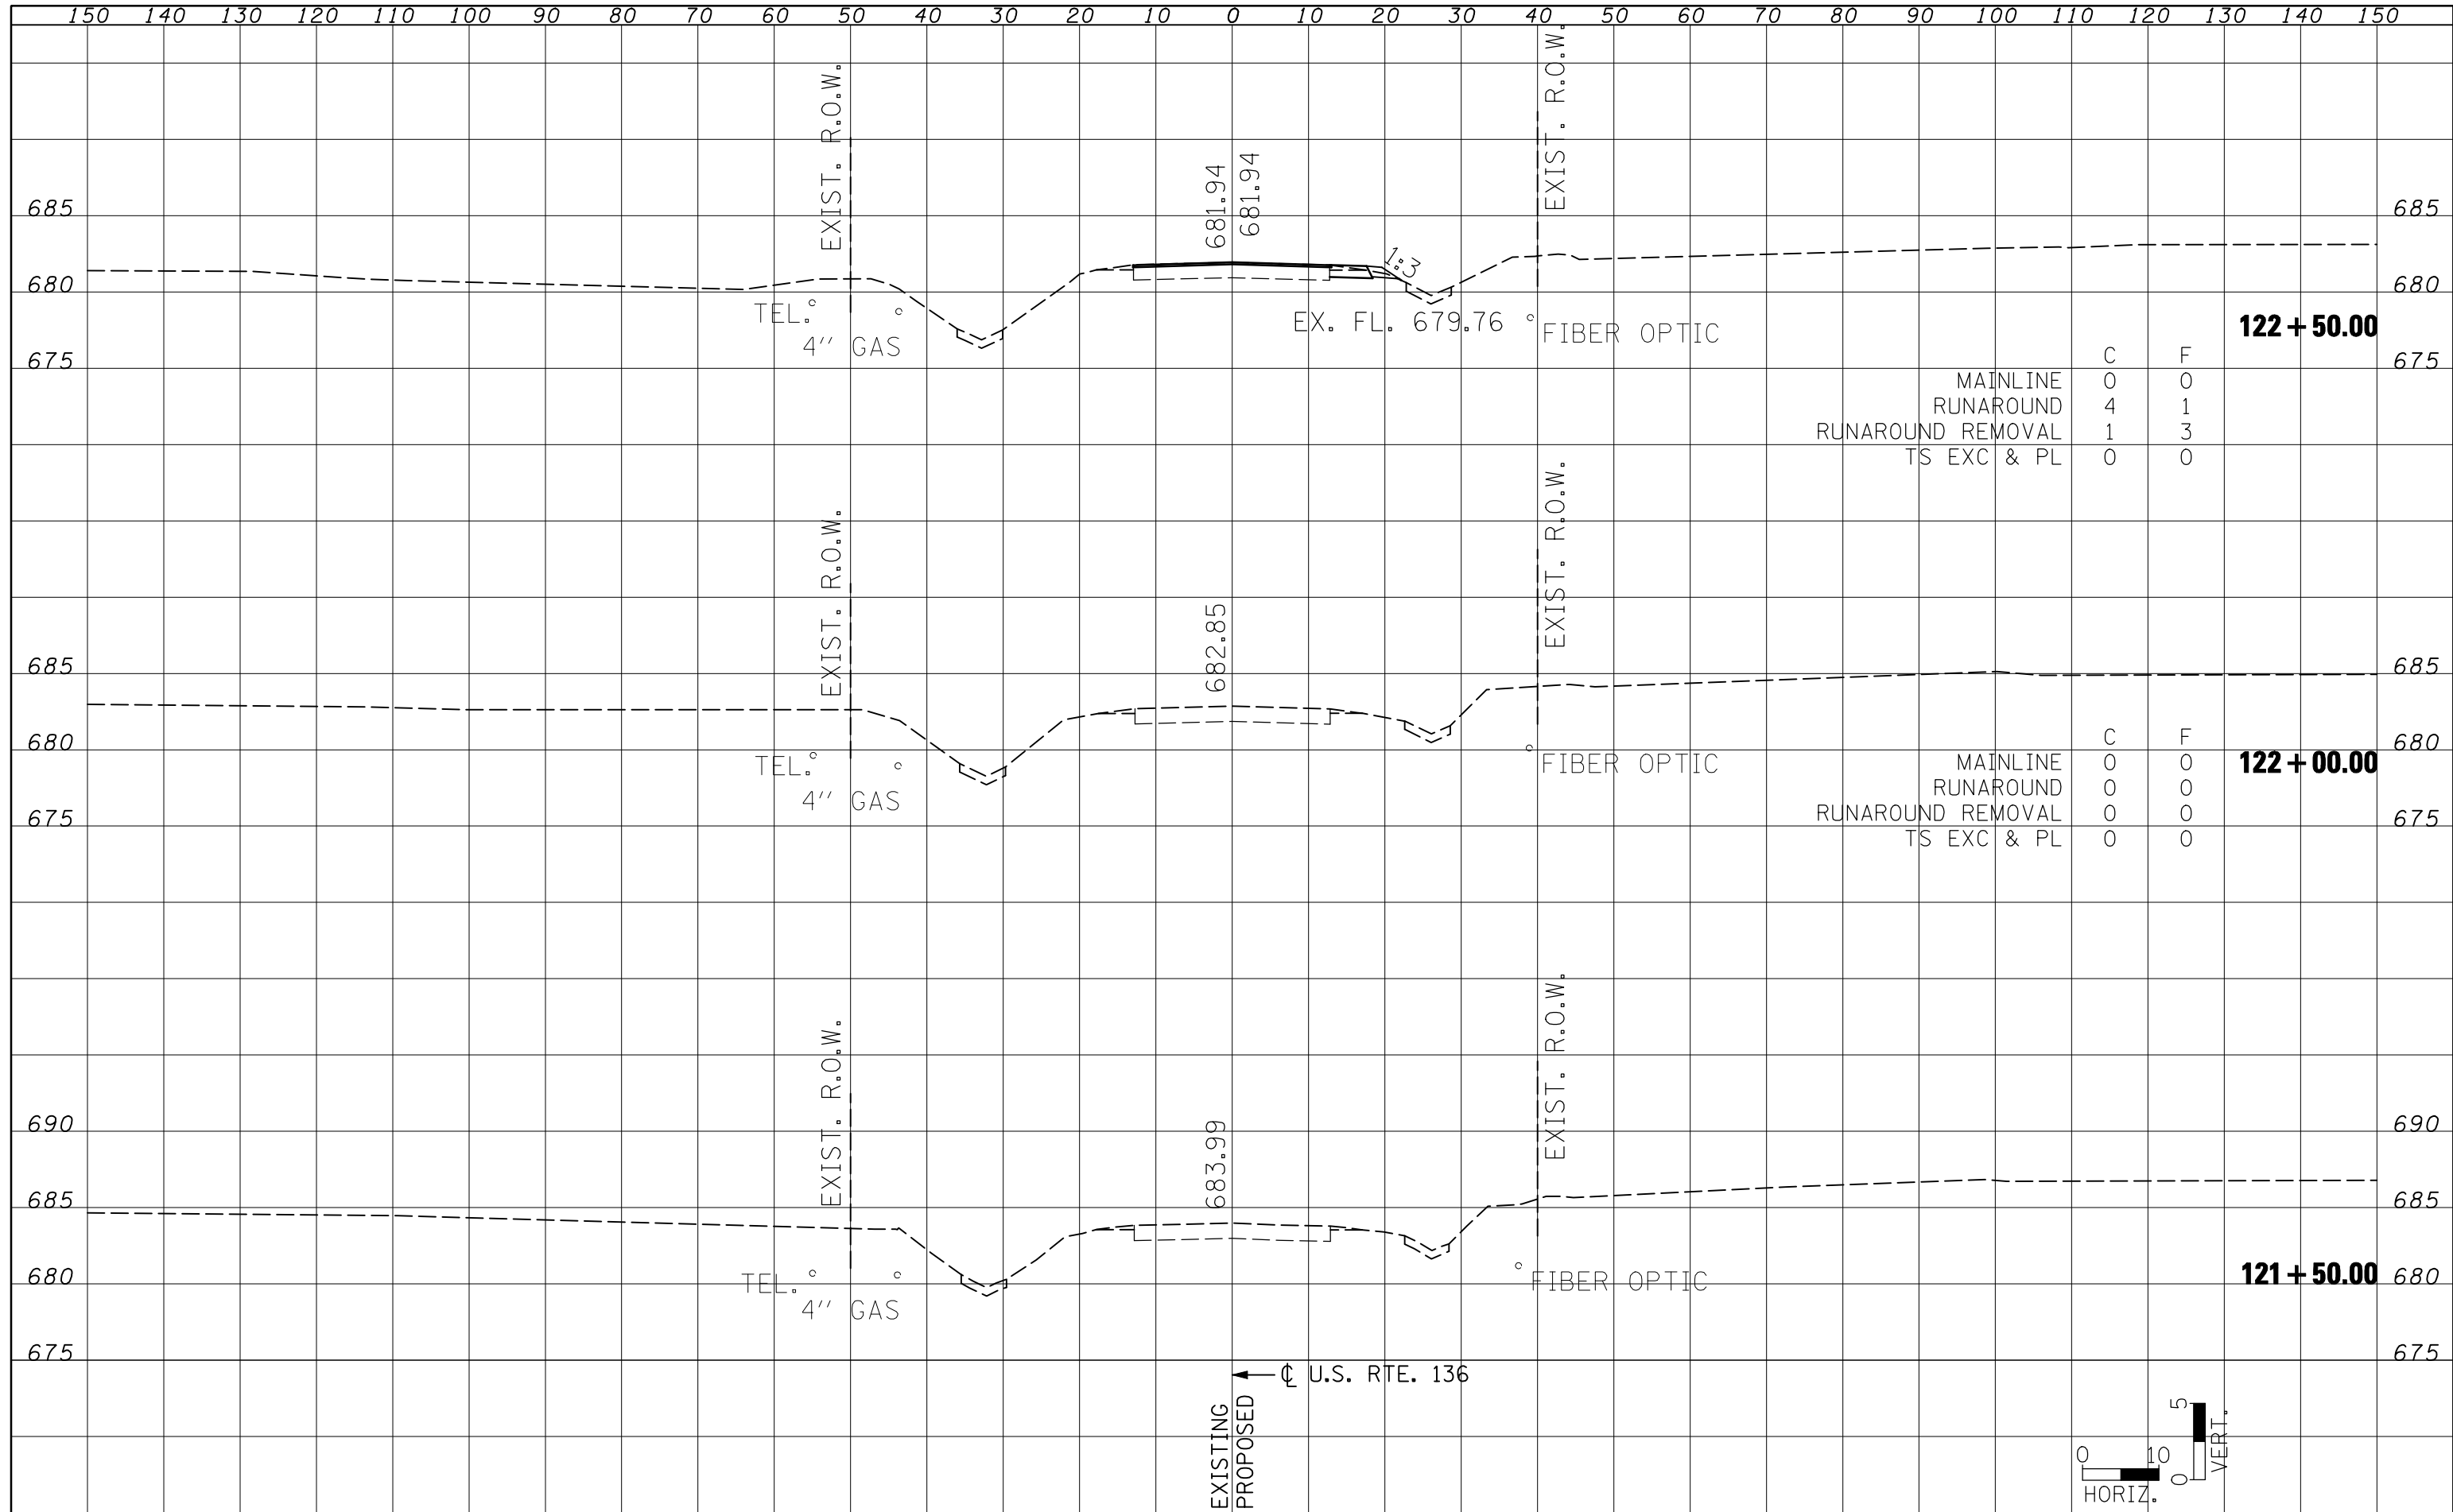 150 140 130 120 110 100 90 80 70 60 50 40 30 20 10 0 10 20 30 40 50 60 70 80 90 100 110 120 130 140 150
EXIST. R.O.W.
EXIST. R.O.W.
681.94
681.94
685 685
1:3
680 680
TEL.
4" GAS
EX. FL. 679.76
FIBER OPTIC
122+50.00
675 675
C F
MAINLINE 0 0
RUNAROUND 4 1
RUNAROUND REMOVAL 1 3
TS EXC & PL 0 0
EXIST. R.O.W.
EXIST. R.O.W.
682.85
685 685
680 680
TEL.
4" GAS
FIBER OPTIC
C F
MAINLINE 0 0
122+00.00
RUNAROUND 0 0
RUNAROUND REMOVAL 0 0
675 675
TS EXC & PL 0 0
EXIST. R.O.W.
EXIST. R.O.W.
690 690
683.99
685 685
680 680
TEL.
4" GAS
FIBER OPTIC
121+50.00
675 675
℄ U.S. RTE. 136
EXISTING
PROPOSED
0 10
HORIZ.
0 5
VERT.